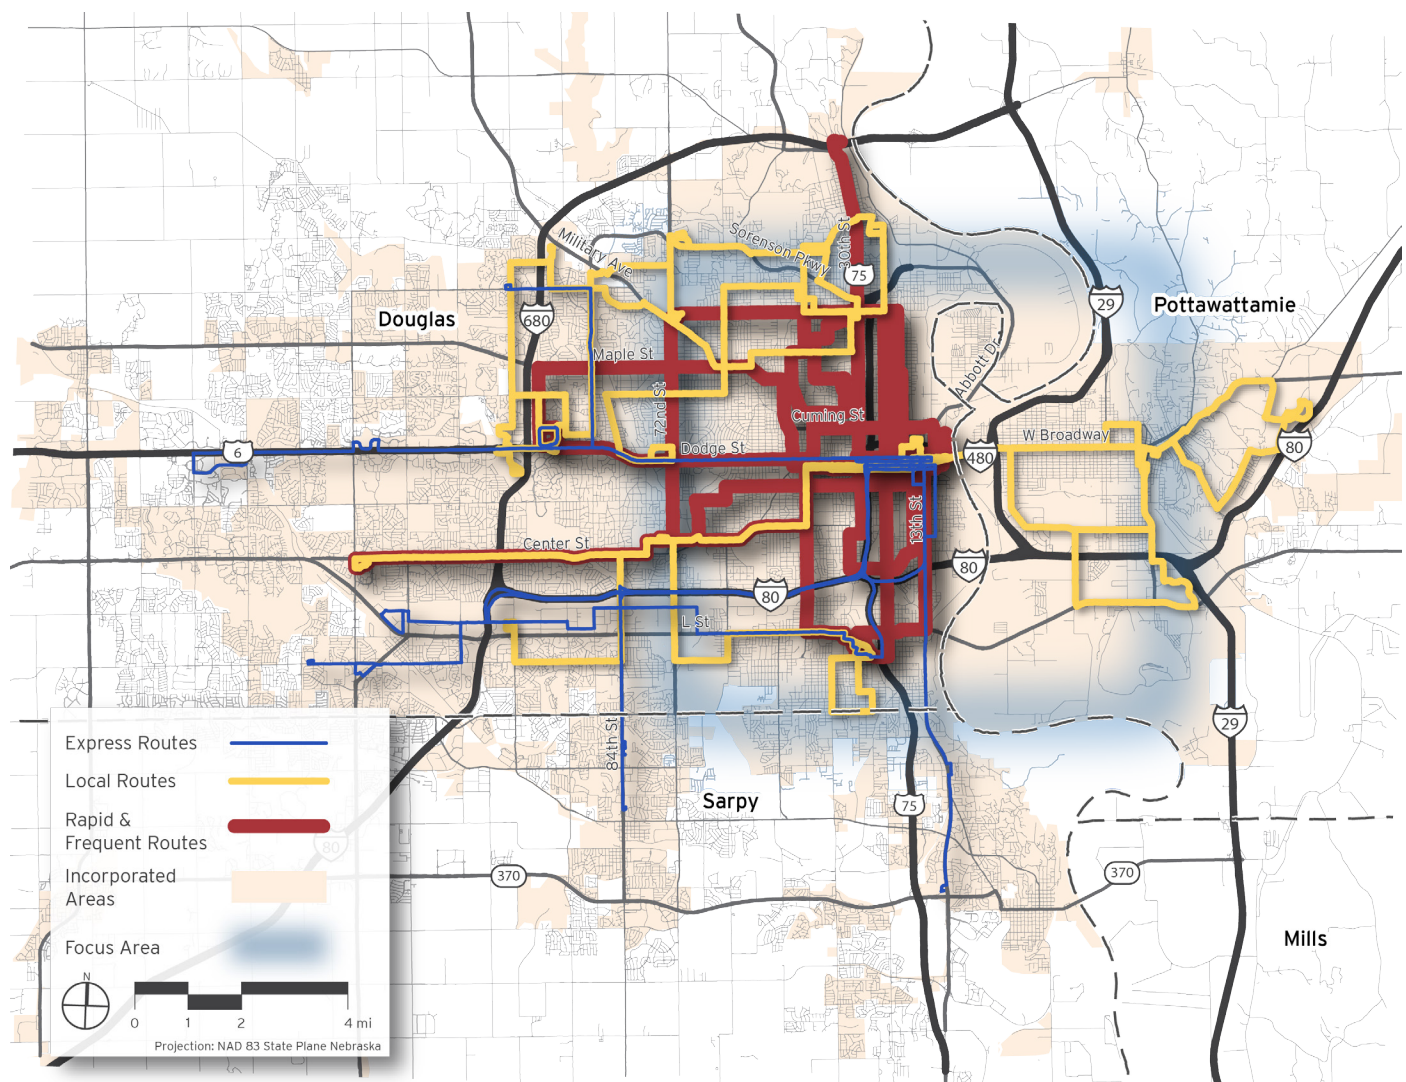 Sorenson Pkwy
Military Ave
30th St
75
29
Pottawattamie
Douglas
680
Maple St
Abbott Dr
72nd St
Cuming St
W Broadway
6
Dodge St
480
80
13th St
Center St
80
80
L St
29
84th St
75
Sarpy
370
370
Mills
Express Routes
Local Routes
Rapid &
Frequent Routes
80
Incorporated
Areas
Focus Area
N
0 1 2 4 mi
Projection: NAD 83 State Plane Nebraska